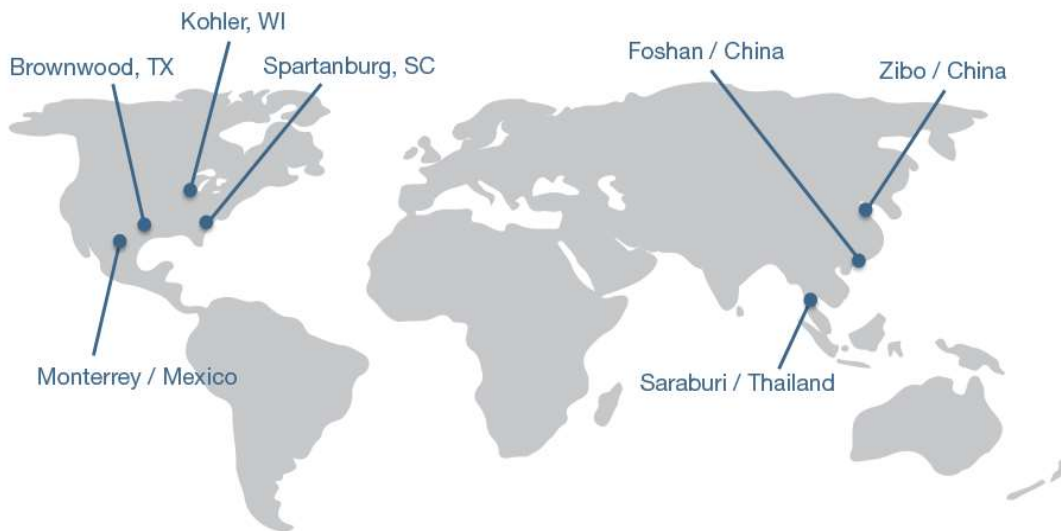 Kohler, WI
Brownwood, TX
Spartanburg, SC
Foshan / China
Zibo / China
Monterrey / Mexico
Saraburi / Thailand